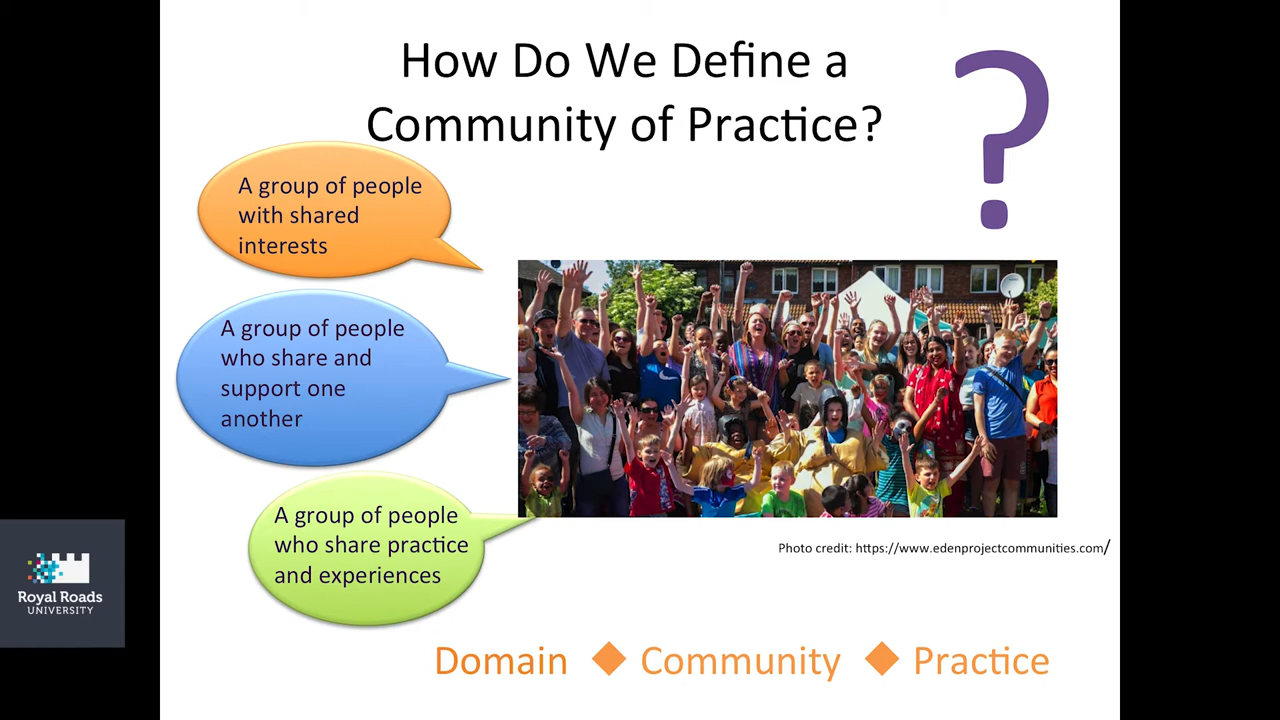 How Do We Define a
Community of Practice?
?
A group of people
with shared
interests
A group of people
who share and
support one
another
A group of people
who share practice
and experiences
Photo credit: https://www.edenprojectcommunities.com/
Royal Roads
UNIVERSITY
Domain ◆ Community ◆ Practice